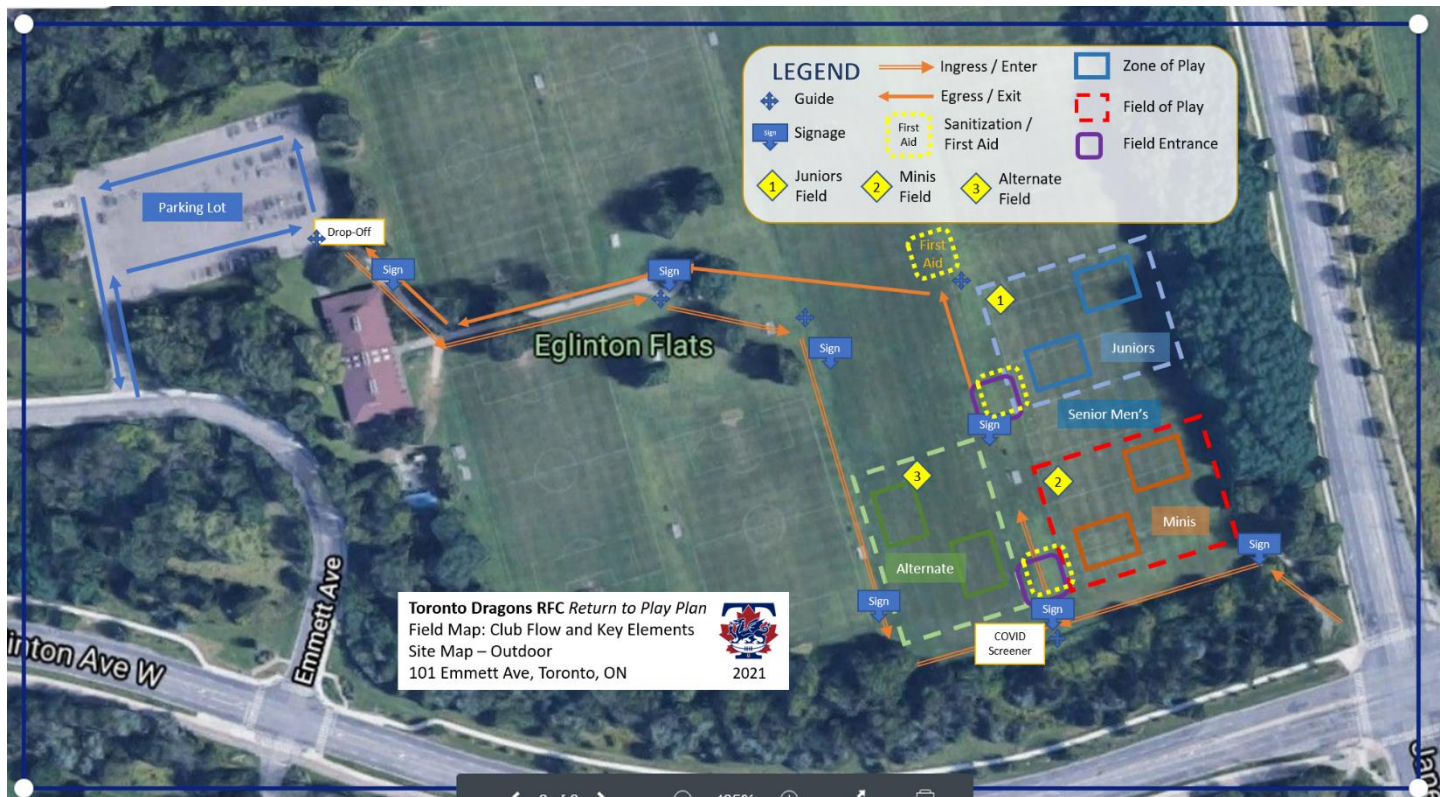 LEGEND
Ingress / Enter
Zone of Play
Guide
Egress / Exit
Field of Play
Sign
Signage
First
Aid
Sanitization /
First Aid
Field Entrance
1
Juniors
Field
2
Minis
Field
3
Alternate
Field
Parking Lot
Drop-Off
Sign
Sign
First
Aid
1
Sign
Juniors
Eglinton Flats
Senior Men's
Sign
3
2
Minis
Sign
Alternate
Sign
Sign
COVID
Screener
Emmett Ave
inton Ave W
Toronto Dragons RFC Return to Play Plan
Field Map: Club Flow and Key Elements
Site Map – Outdoor
101 Emmett Ave, Toronto, ON
2021